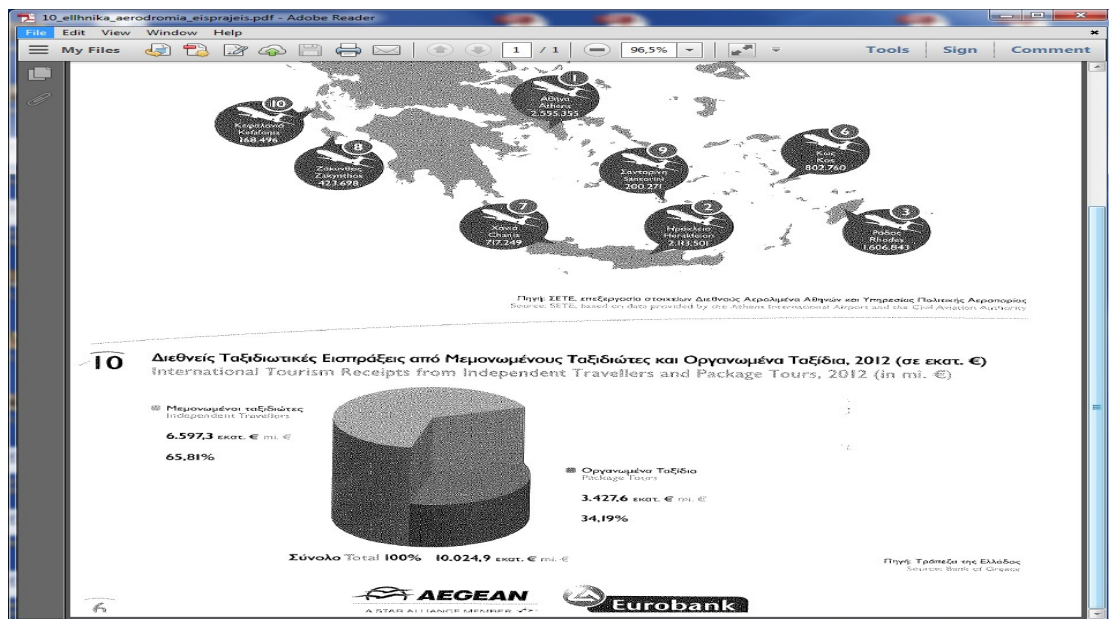 10_ellhnika_aerodromia_eisprajeis.pdf - Adobe Reader
File Edit View Window Help
My Files 1 / 1 96,5% Tools Sign Comment
1
Αθήνα
Athens
2.555.355
10
Κεφαλονιά
Kefalonia
168.496
8
Ζάκυνθος
Zakynthos
423.698
9
Σαντορίνη
Santorini
200.271
6
Κως
Kos
802.760
7
Χανιά
Chania
717.249
2
Ηράκλειο
Herakleion
2.113.501
3
Ρόδος
Rhodes
1.606.843
Πηγή: ΣΕΤΕ, επεξεργασία στοιχείων Διεθνούς Αερολιμένα Αθηνών και Υπηρεσίας Πολιτικής Αεροπορίας
Source: SETE, based on data provided by the Athens International Airport and the Civil Aviation Authority
10 Διεθνείς Ταξιδιωτικές Εισπράξεις από Μεμονωμένους Ταξιδιώτες και Οργανωμένα Ταξίδια, 2012 (σε εκατ. €)
International Tourism Receipts from Independent Travellers and Package Tours, 2012 (in mi. €)
Μεμονωμένοι ταξιδιώτες
Independent Travellers
6.597,3 εκατ. € mi. €
65,81%
Οργανωμένα Ταξίδια
Package Tours
3.427,6 εκατ. € mi. €
34,19%
Σύνολο Total 100% 10.024,9 εκατ. € mi. €
Πηγή: Τράπεζα της Ελλάδος
Source: Bank of Greece
6
AEGEAN
A STAR ALLIANCE MEMBER
Eurobank